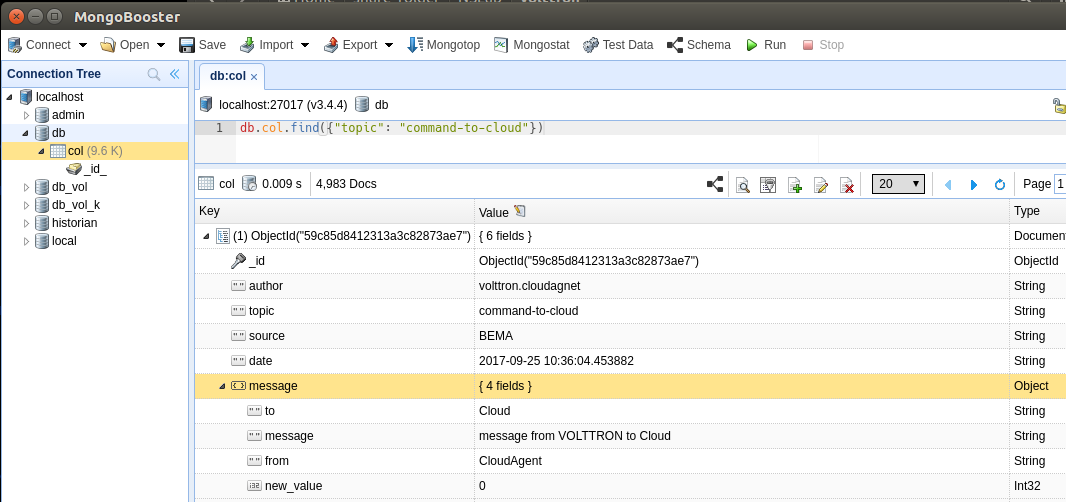 MongoBooster
Connect Open Save Import Export Mongotop Mongostat Test Data Schema Run Stop
Connection Tree
localhost
admin
db
col (9.6 K)
_id_
db_vol
db_vol_k
historian
local
db:col
localhost:27017 (v3.4.4) db
1 db.col.find({"topic": "command-to-cloud"})
col 0.009 s 4,983 Docs 20 Page 1
Key Value Type
(1) ObjectId("59c85d8412313a3c82873ae7") { 6 fields } Documen
_id ObjectId("59c85d8412313a3c82873ae7") ObjectId
author volttron.cloudagnet String
topic command-to-cloud String
source BEMA String
date 2017-09-25 10:36:04.453882 String
message { 4 fields } Object
to Cloud String
message message from VOLTTRON to Cloud String
from CloudAgent String
new_value 0 Int32